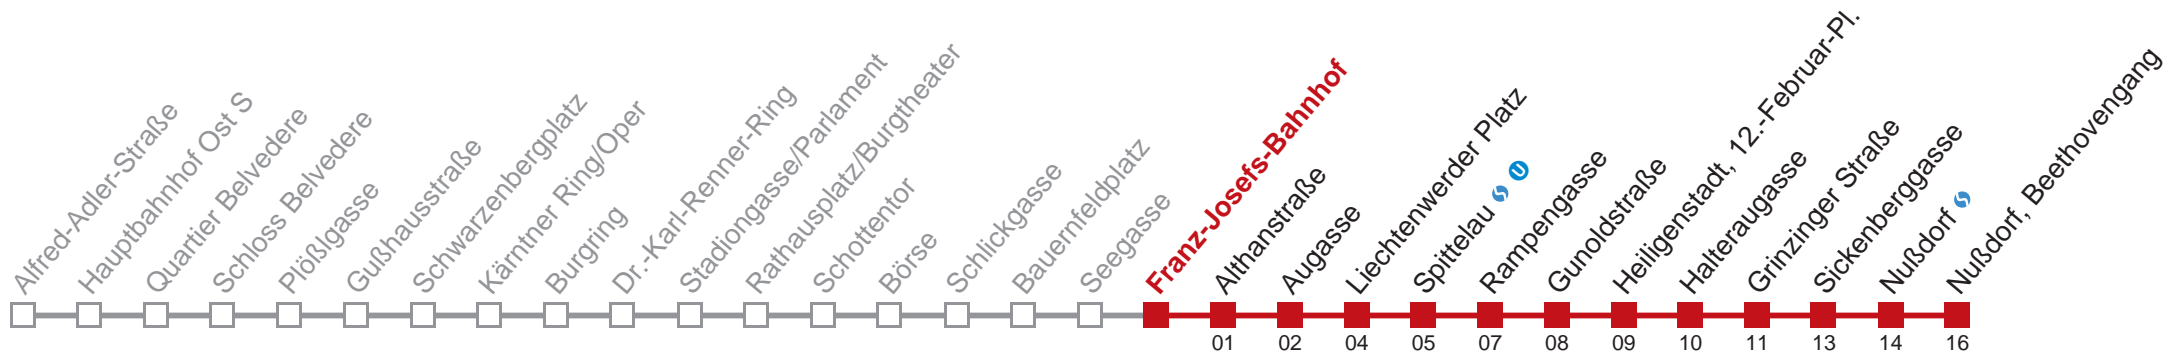 Alfred-Adler-Straße
Hauptbahnhof Ost S
Quartier Belvedere
Schloss Belvedere
Plößlgasse
Gußhausstraße
Schwarzenbergplatz
Kärntner Ring/Oper
Burgring
Dr.-Karl-Renner-Ring
Stadiongasse/Parlament
Rathausplatz/Burgtheater
Schottentor
Börse
Schlickgasse
Bauernfeldplatz
Seegasse
Franz-Josefs-Bahnhof
Althanstraße
Augasse
Liechtenwerder Platz
Spittelau S U
Rampengasse
Gunoldstraße
Heiligenstadt, 12.-Februar-Pl.
Halteraugasse
Grinzinger Straße
Sickenberggasse
Nußdorf S
Nußdorf, Beethovengang
01 02 04 05 07 08 09 10 11 13 14 16